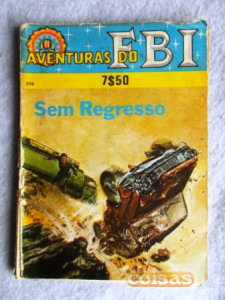 AVENTURAS DO FBI
7$50
Sem Regresso
coisas